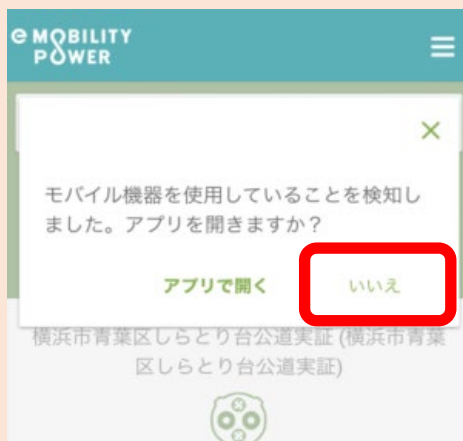 e MOBILITY
POWER
モバイル機器を使用していることを検知し
ました。アプリを開きますか？
アプリで開く いいえ
横浜市青葉区しらとり台公道実証 (横浜市青葉
区しらとり台公道実証)